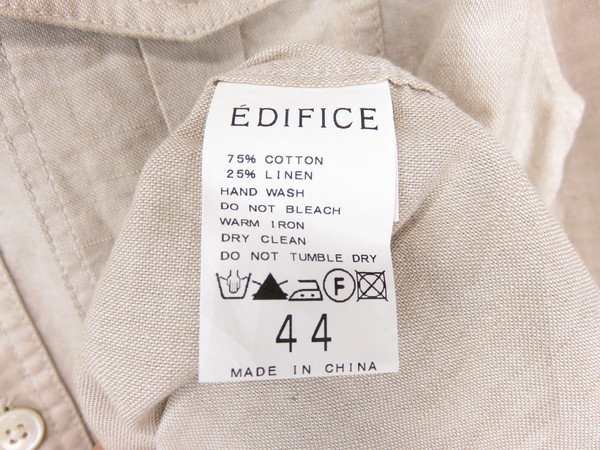 ÉDIFICE
75% COTTON
25% LINEN
HAND WASH
DO NOT BLEACH
WARM IRON
DRY CLEAN
DO NOT TUMBLE DRY
F
44
MADE IN CHINA